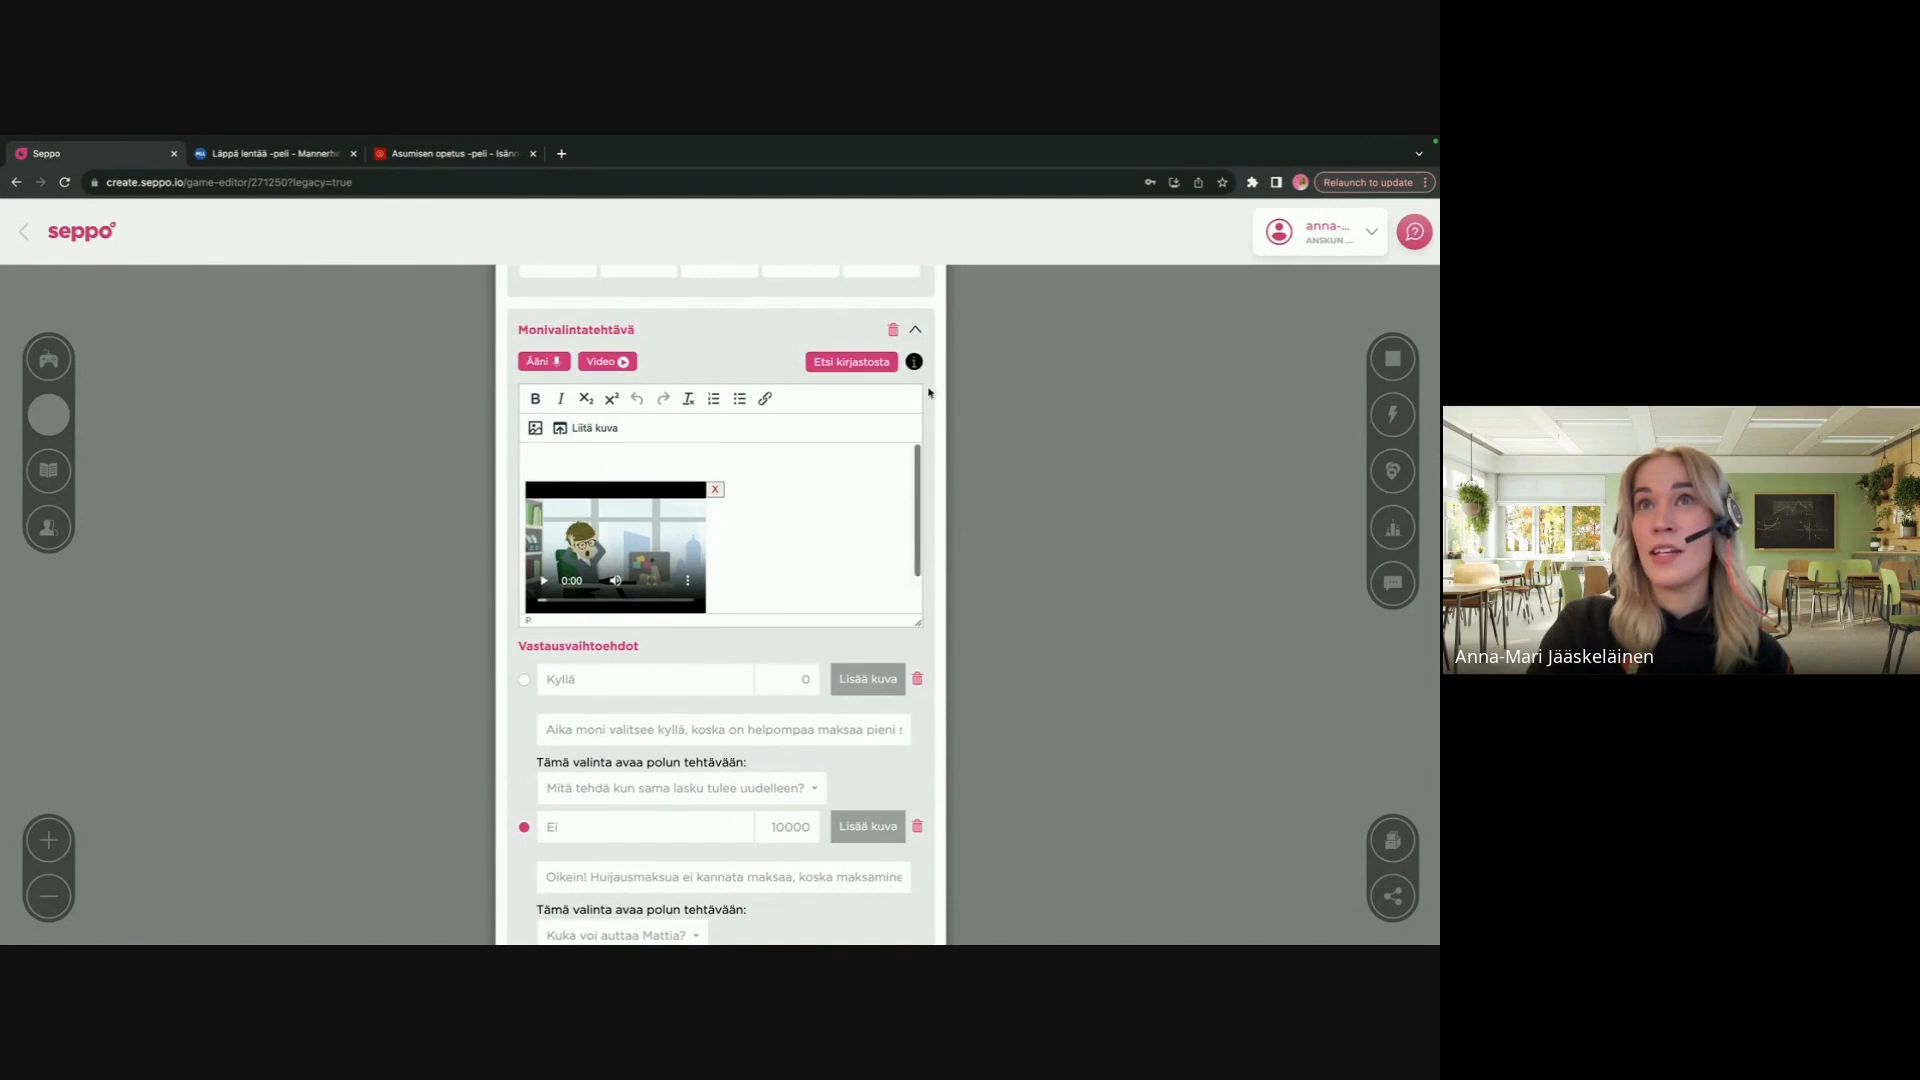 Seppo
Läppä lentää -peli - Mannerh
Asumisen opetus -peli - Isänn
create.seppo.io/game-editor/271250?legacy=true
Relaunch to update
seppo
anna-...
ANSKUN ...
Monivalintatehtävä
Ääni
Video
Etsi kirjastosta
Liitä kuva
X
0:00
P
Vastausvaihtoehdot
Kyllä
0
Lisää kuva
Aika moni valitsee kyllä, koska on helpompaa maksaa pieni s
Tämä valinta avaa polun tehtävään:
Mitä tehdä kun sama lasku tulee uudelleen?
Ei
10000
Lisää kuva
Oikein! Huijausmaksua ei kannata maksaa, koska maksamine
Tämä valinta avaa polun tehtävään:
Kuka voi auttaa Mattia?
Anna-Mari Jääskeläinen